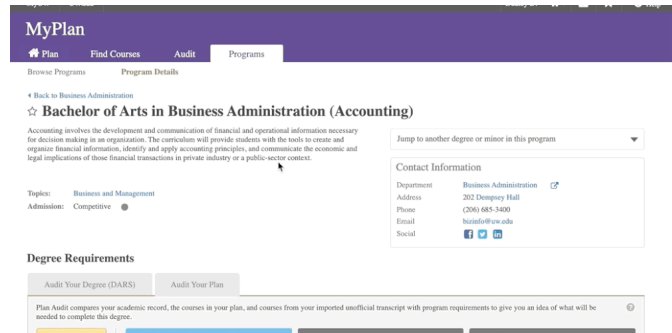 MyPlan
Plan Find Courses Audit Programs
Browse Programs Program Details
Back to Business Administration
Bachelor of Arts in Business Administration (Accounting)
Accounting involves the development and communication of financial and operational information necessary
for decision making in an organization. The curriculum will provide students with the tools to create and
organize financial information, identify and apply accounting principles, and communicate the economic and
legal implications of those financial transactions in private industry or a public-sector context.
Topics: Business and Management
Admission: Competitive
Jump to another degree or minor in this program
Contact Information
Department Business Administration
Address 202 Dempsey Hall
Phone (206) 685-3400
Email bizinfo@uw.edu
Social
Degree Requirements
Audit Your Degree (DARS) Audit Your Plan
Plan Audit compares your academic record, the courses in your plan, and courses from your imported unofficial transcript with program requirements to give you an idea of what will be
needed to complete this degree.